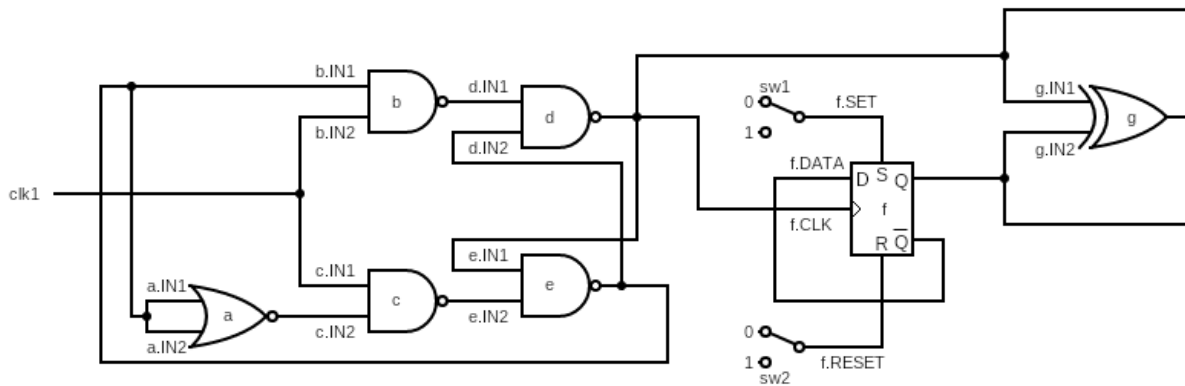 clk1
b.IN1
b.IN2
b
a.IN1
a.IN2
a
c.IN1
c.IN2
c
d.IN1
d.IN2
d
e.IN1
e.IN2
e
sw1
0
1
f.SET
f.DATA
f.CLK
D
S
Q
f
R
Q
0
1
sw2
f.RESET
g.IN1
g.IN2
g